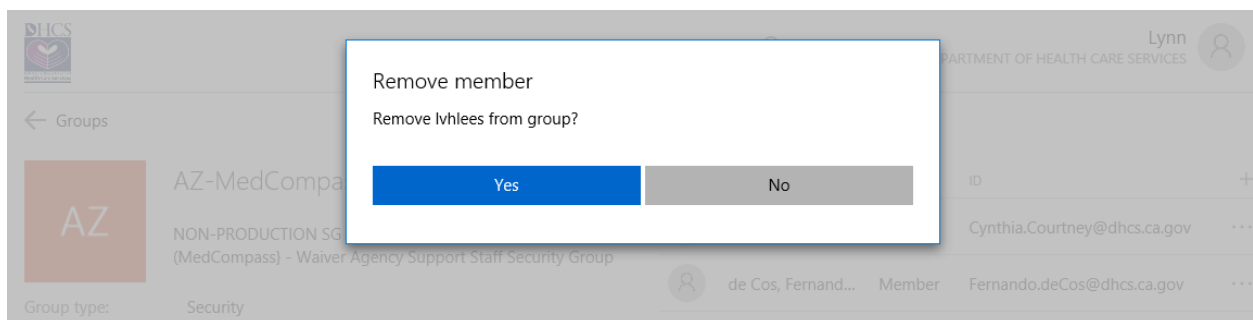 DHCS
Lynn
PARTMENT OF HEALTH CARE SERVICES
Groups
Remove member
Remove lvhlees from group?
Yes
No
AZ
AZ-MedCompa
NON-PRODUCTION SG
(MedCompass) - Waiver Agency Support Staff Security Group
Group type: Security
ID +
Cynthia.Courtney@dhcs.ca.gov ...
de Cos, Fernand... Member Fernando.deCos@dhcs.ca.gov ...